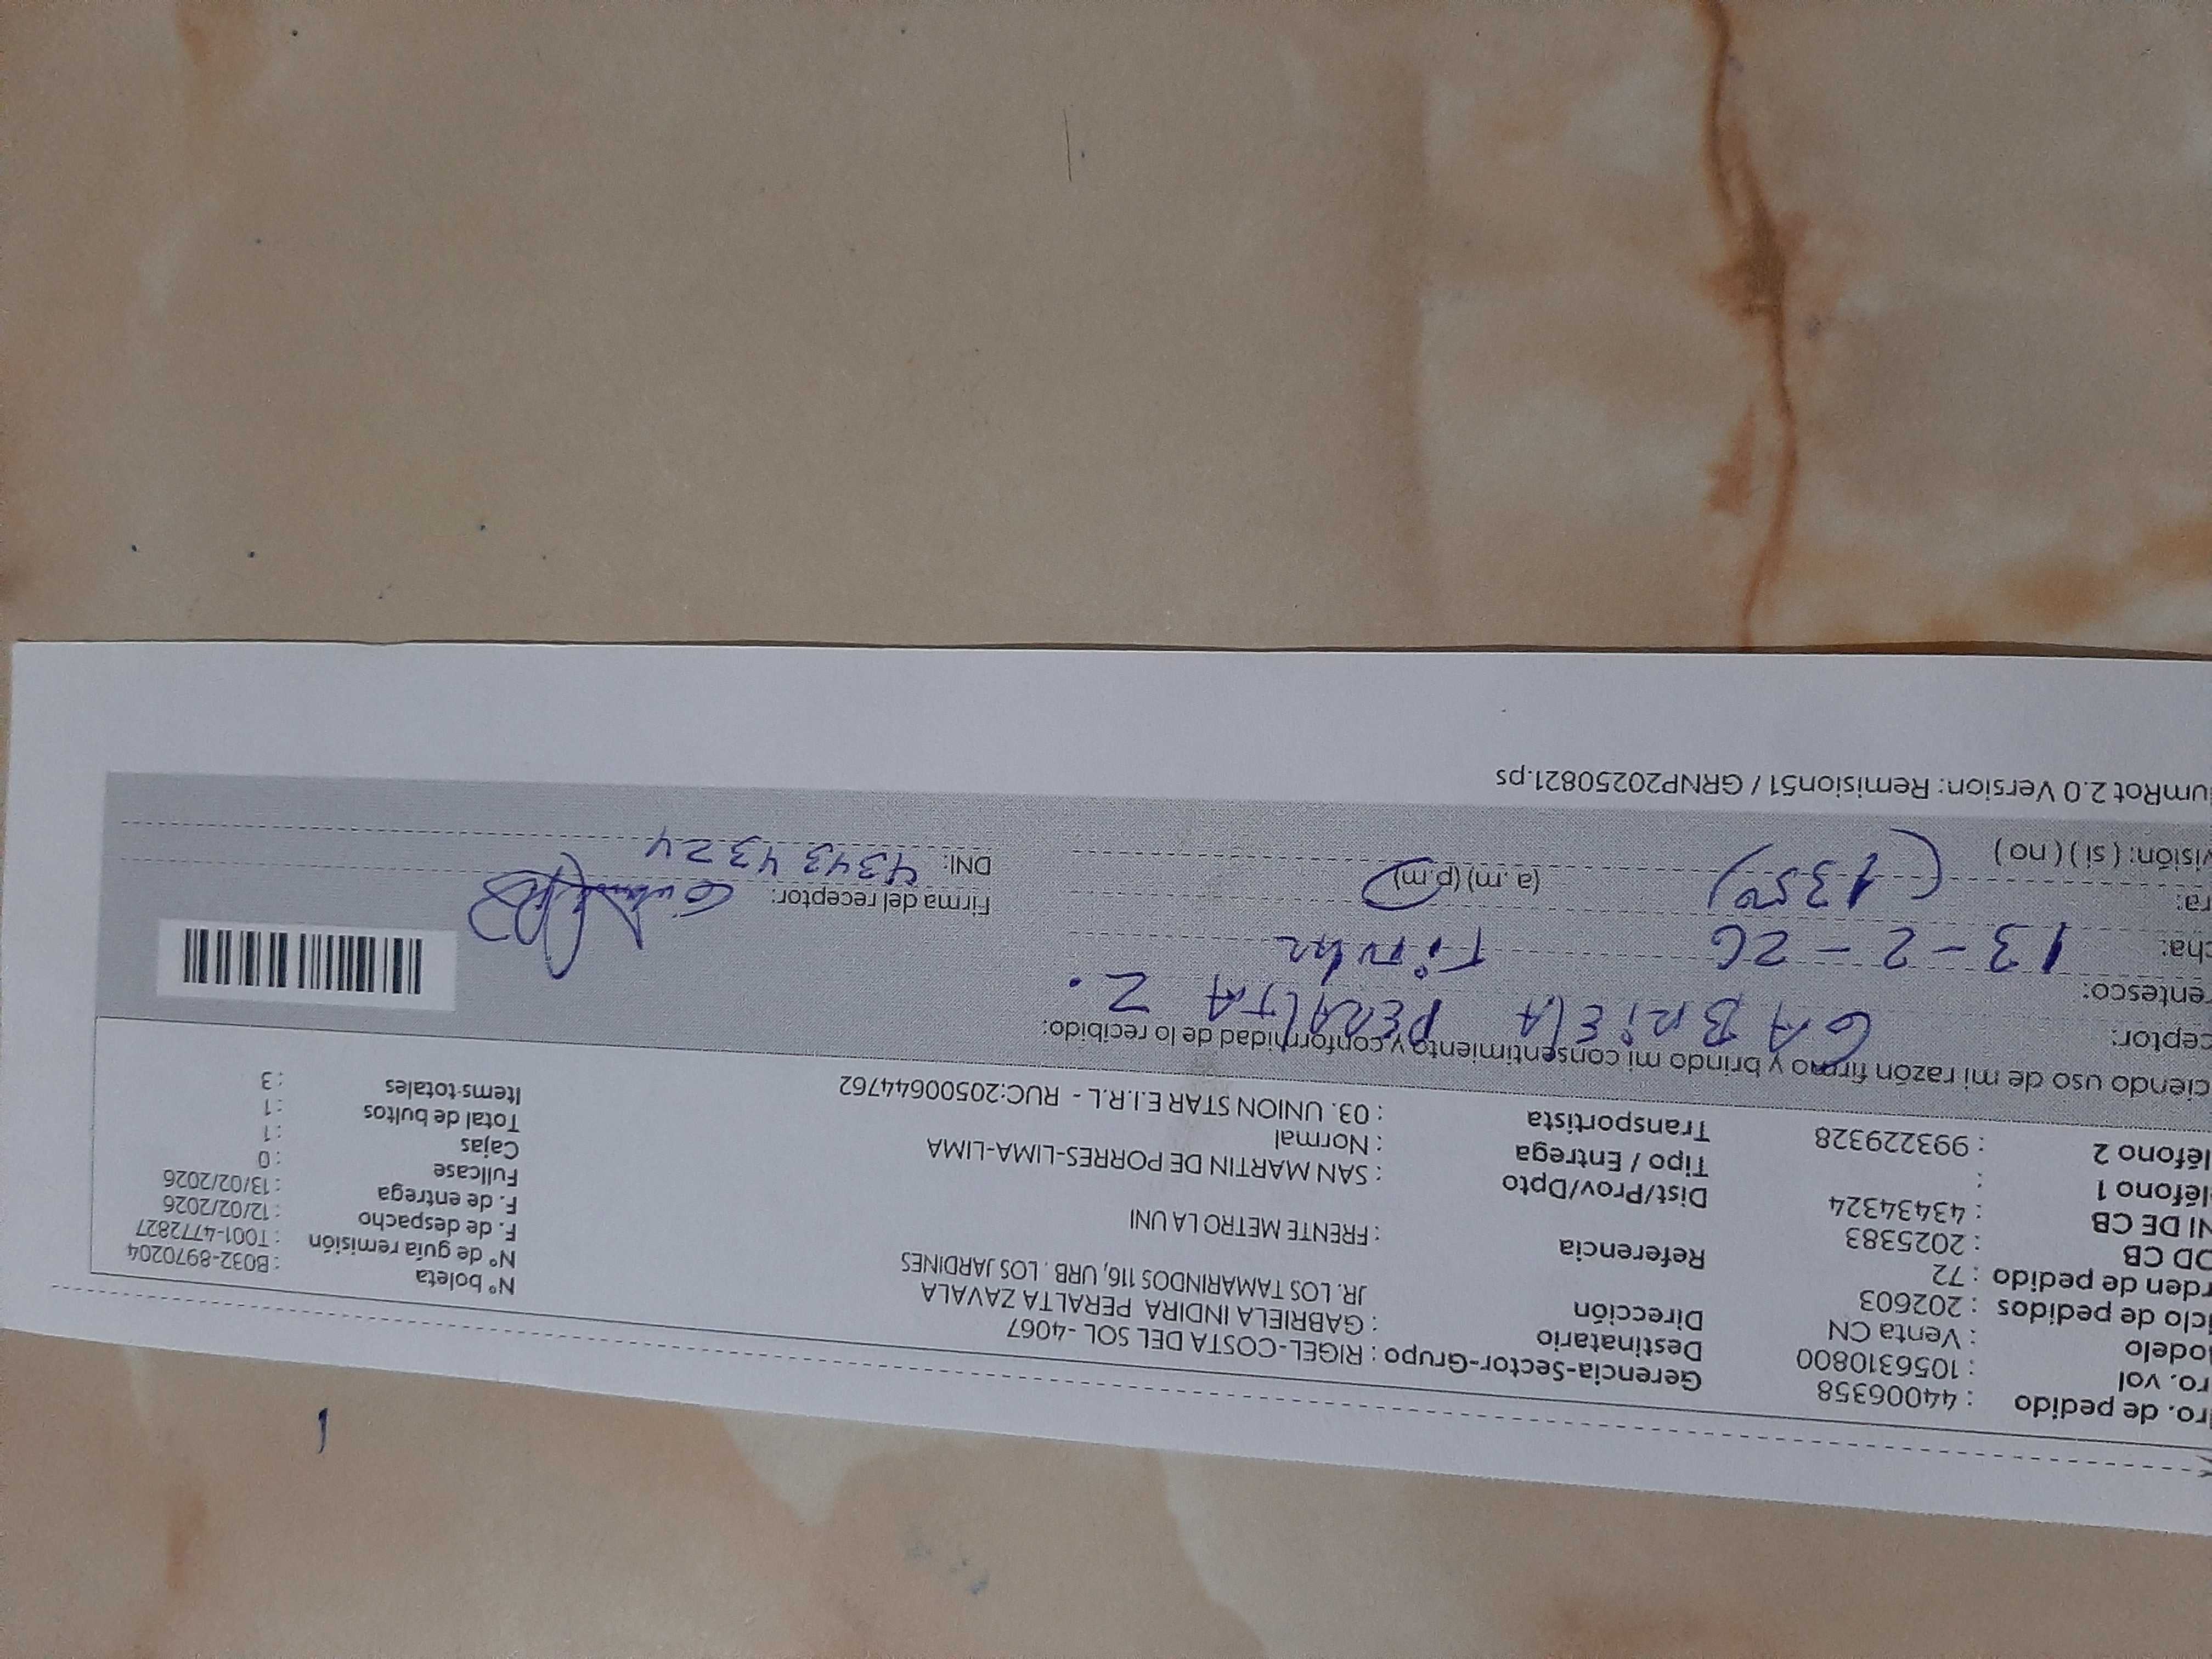 ro. de pedido : 44006358
ro. vol : 1056310800
odelo : Venta CN
iclo de pedidos : 202603
rden de pedido : 72
OD CB : 2025383
NI DE CB : 43434324
léfono 1 :
léfono 2 : 993229328
Gerencia-Sector-Grupo : RIGEL-COSTA DEL SOL -4067
Destinatario : GABRIELA INDIRA PERALTA ZAVALA
Dirección JR. LOS TAMARINDOS 116, URB . LOS JARDINES
Referencia : FRENTE METRO LA UNI
Dist/Prov/Dpto : SAN MARTIN DE PORRES-LIMA-LIMA
Tipo / Entrega : Normal
Transportista : 03. UNION STAR E.I.R.L - RUC:20500644762
Nº boleta : B032-8970204
Nº de guía remisión : T001-4772827
F. de despacho : 12/02/2026
F. de entrega : 13/02/2026
Fullcase : 0
Cajas : 1
Total de bultos : 1
Items totales : 3
ciendo uso de mi razón firmo y brindo mi consentimiento y conformidad de lo recibido:
ceptor: GABriELA PERALTA Z.
rentesco: Titular
cha: 13-2-26
ra: (1350) (a.m) (p.m)
visión: ( si ) ( no )
Firma del receptor:
DNI: 43434324
umRot 2.0 Version: Remision51 / GRNP20250821.ps